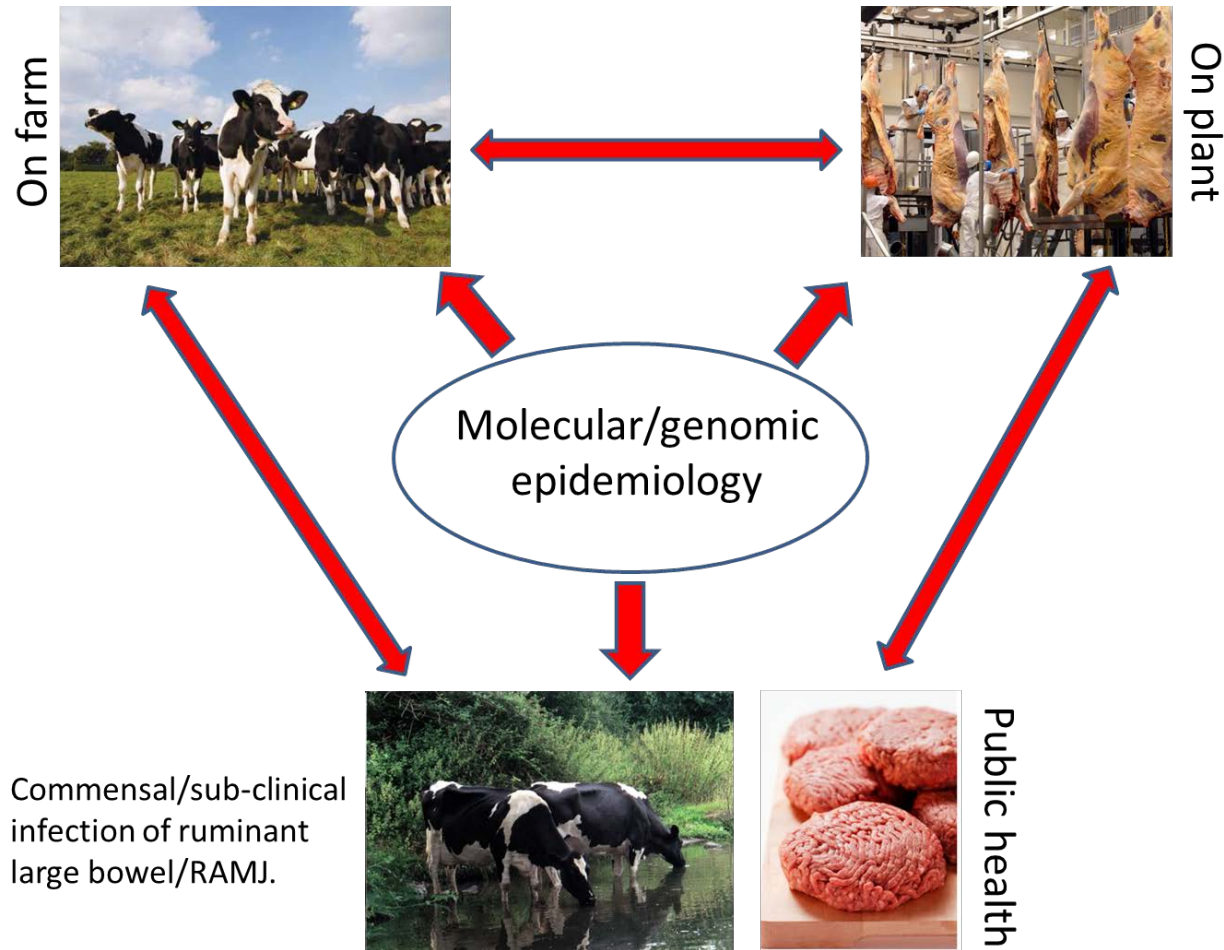 On farm
On plant
Molecular/genomic
epidemiology
Commensal/sub-clinical
infection of ruminant
large bowel/RAMJ.
Public health